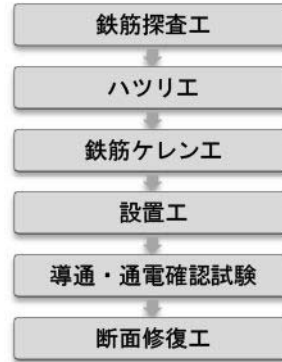 鉄筋探査工
ハツリ工
鉄筋ケレン工
設置工
導通・通電確認試験
断面修復工